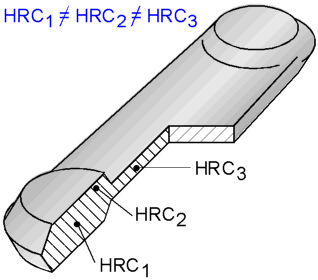 HRC₁ ≠ HRC₂ ≠ HRC₃
HRC₃
HRC₂
HRC₁